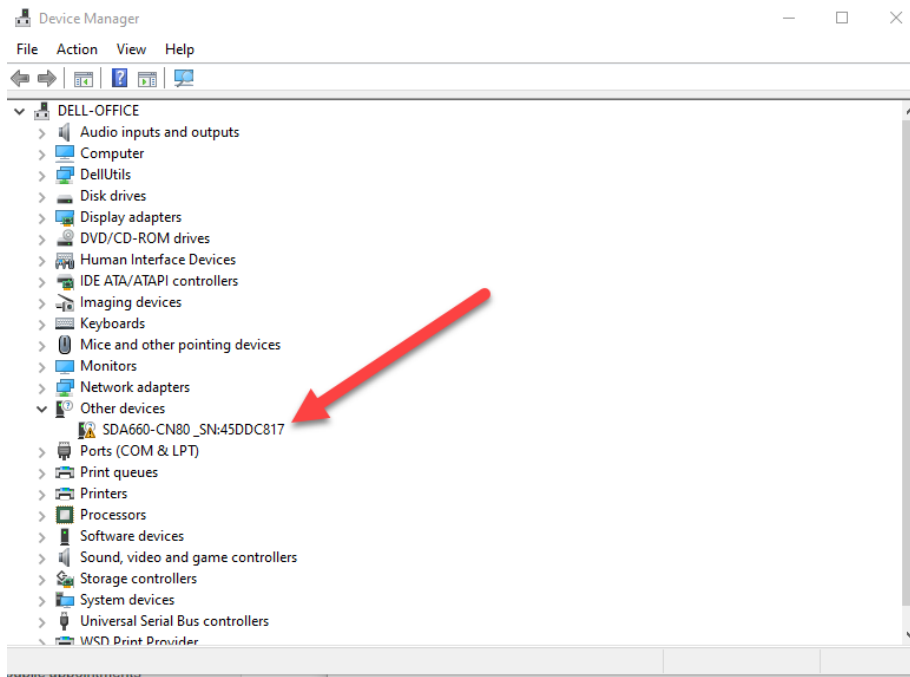 Device Manager
File Action View Help
DELL-OFFICE
Audio inputs and outputs
Computer
DellUtils
Disk drives
Display adapters
DVD/CD-ROM drives
Human Interface Devices
IDE ATA/ATAPI controllers
Imaging devices
Keyboards
Mice and other pointing devices
Monitors
Network adapters
Other devices
SDA660-CN80 _SN:45DDC817
Ports (COM & LPT)
Print queues
Printers
Processors
Software devices
Sound, video and game controllers
Storage controllers
System devices
Universal Serial Bus controllers
WSD Print Provider